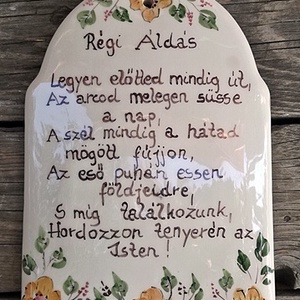 Régi Áldás
Legyen előtted mindig út,
Az arcod melegen süsse
a nap,
A szél mindig a hátad
mögött fújjon,
Az eső puhán essen
földjeidre,
S míg találkozunk,
Hordozzon tenyerén az
Isten!